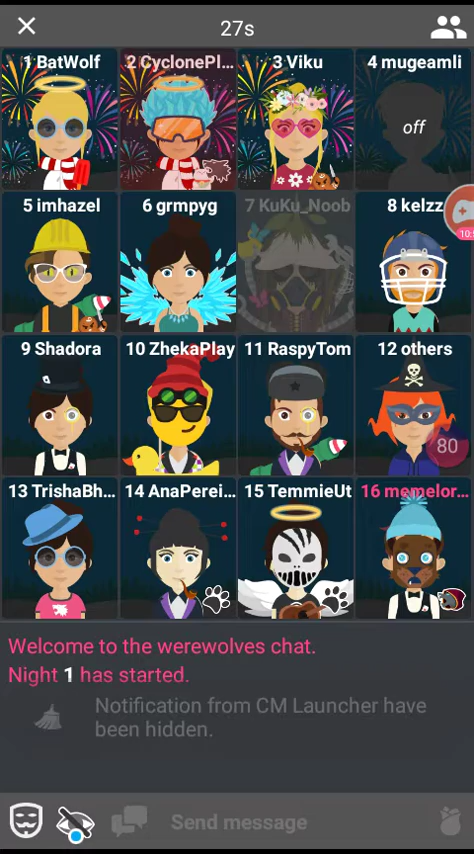 27s
1 BatWolf
2 CyclonePl...
3 Viku
4 mugeamli
off
5 imhazel
6 grmpyg
7 KuKu_Noob
8 kelzz
9 Shadora
10 ZhekaPlay
11 RaspyTom
12 others
80
13 TrishaBh...
14 AnaPerei...
15 TemmieUt
16 memelor...
Welcome to the werewolves chat.
Night 1 has started.
Notification from CM Launcher have
been hidden.
Send message